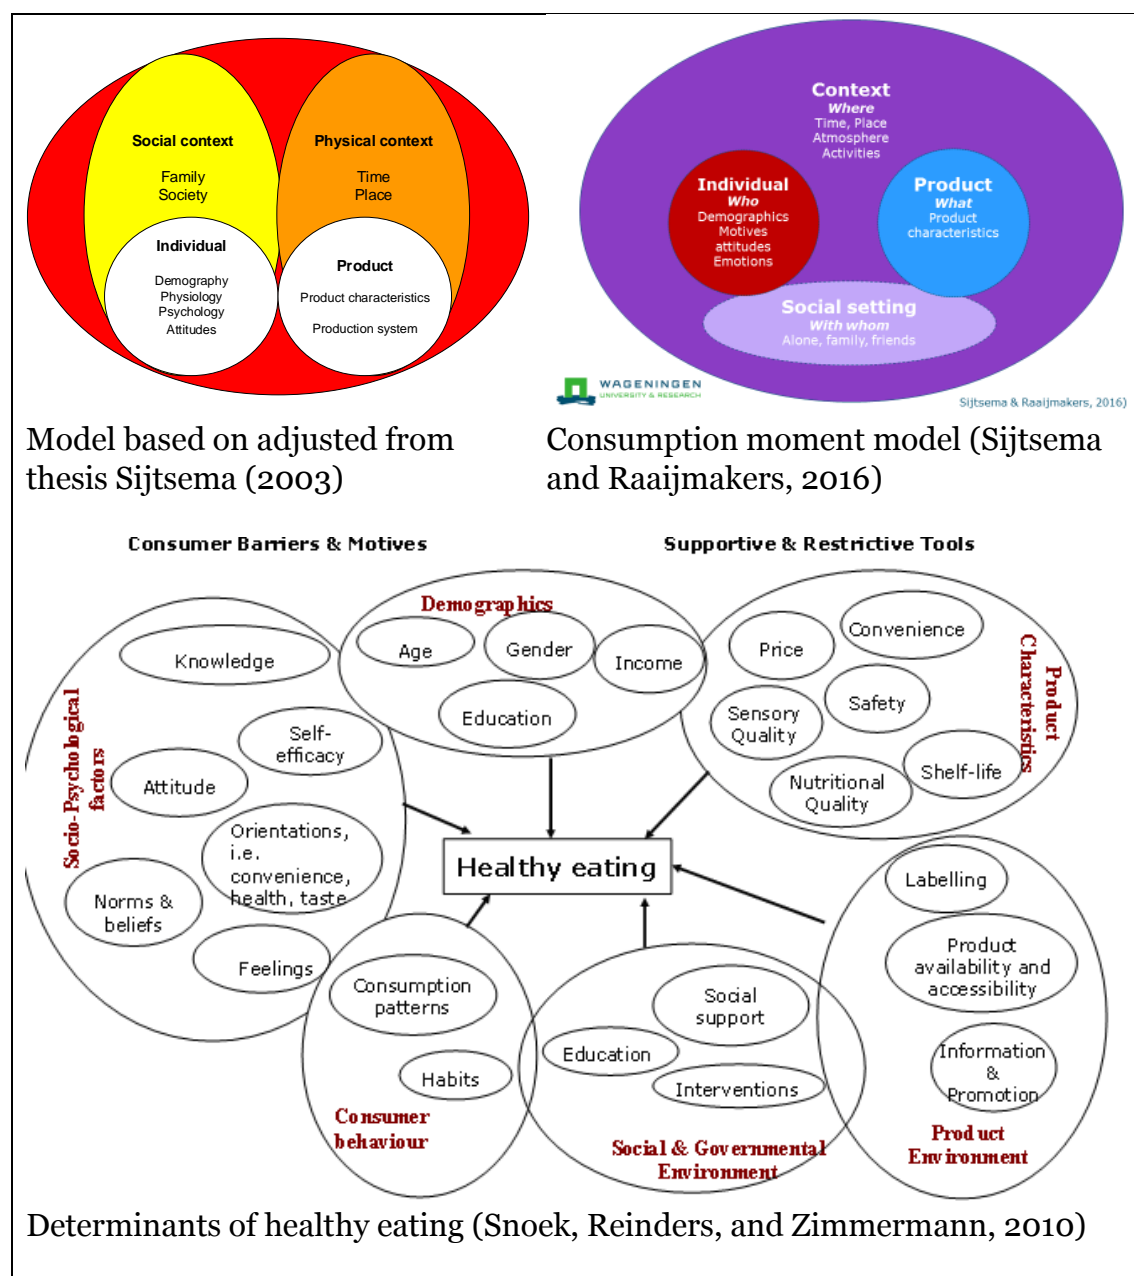 Social context
Family
Society
Physical context
Time
Place
Individual
Demography
Physiology
Psychology
Attitudes
Product
Product characteristics
Production system
Context
Where
Time, Place
Atmosphere
Activities
Individual
Who
Demographics
Motives
attitudes
Emotions
Product
What
Product
characteristics
Social setting
With whom
Alone, family, friends
WAGENINGEN
UNIVERSITY & RESEARCH
Sijtsema & Raaijmakers, 2016)
Model based on adjusted from
thesis Sijtsema (2003)
Consumption moment model (Sijtsema
and Raaijmakers, 2016)
Consumer Barriers & Motives
Supportive & Restrictive Tools
Socio-Psychological
factors
Knowledge
Self-
efficacy
Attitude
Orientations,
i.e.
convenience,
health, taste
Norms &
beliefs
Feelings
Demographics
Age
Gender
Income
Education
Product
Characteristics
Price
Convenience
Sensory
Quality
Safety
Nutritional
Quality
Shelf-life
Healthy eating
Consumption
patterns
Habits
Consumer
behaviour
Social
support
Education
Interventions
Social & Governmental
Environment
Labelling
Product
availability and
accessibility
Information
&
Promotion
Product
Environment
Determinants of healthy eating (Snoek, Reinders, and Zimmermann, 2010)